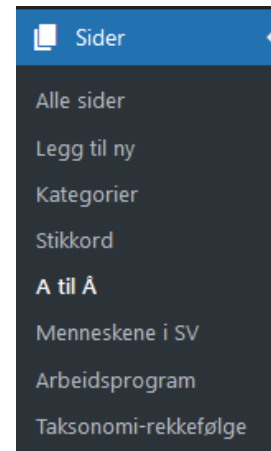 Sider
Alle sider
Legg til ny
Kategorier
Stikkord
A til Å
Menneskene i SV
Arbeidsprogram
Taksonomi-rekkefølge